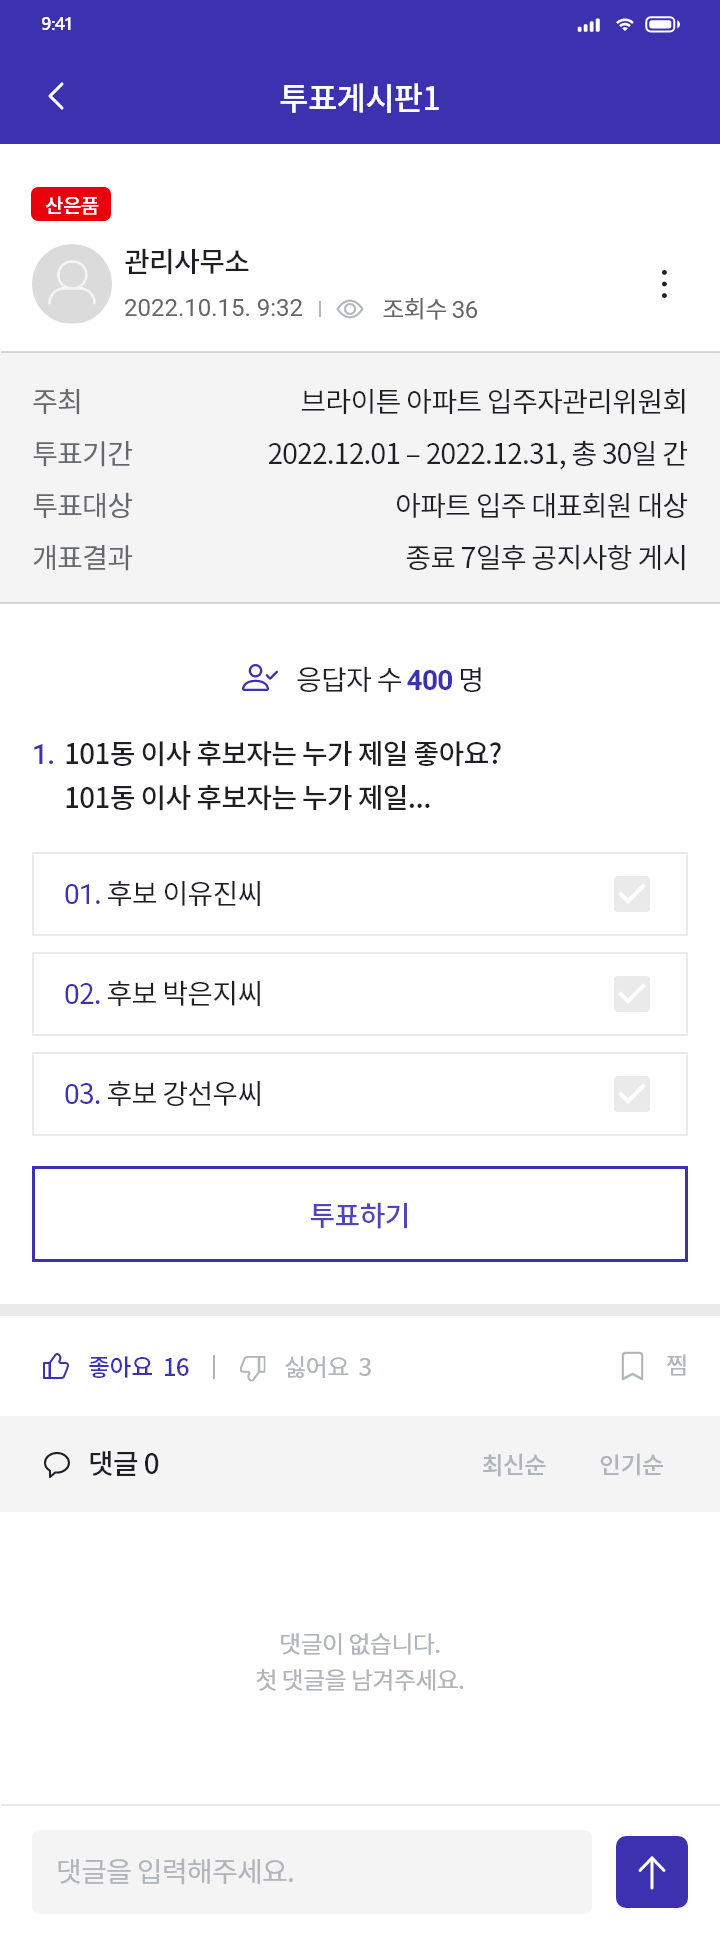 9:41
투표게시판1
산은품
관리사무소
2022.10.15. 9:32 | 조회수 36
주최 브라이튼 아파트 입주자관리위원회
투표기간 2022.12.01 – 2022.12.31, 총 30일 간
투표대상 아파트 입주 대표회원 대상
개표결과 종료 7일후 공지사항 게시
응답자 수 400 명
1. 101동 이사 후보자는 누가 제일 좋아요?
101동 이사 후보자는 누가 제일...
01. 후보 이유진씨
02. 후보 박은지씨
03. 후보 강선우씨
투표하기
좋아요 16 | 싫어요 3 찜
댓글 0 최신순 인기순
댓글이 없습니다.
첫 댓글을 남겨주세요.
댓글을 입력해주세요.